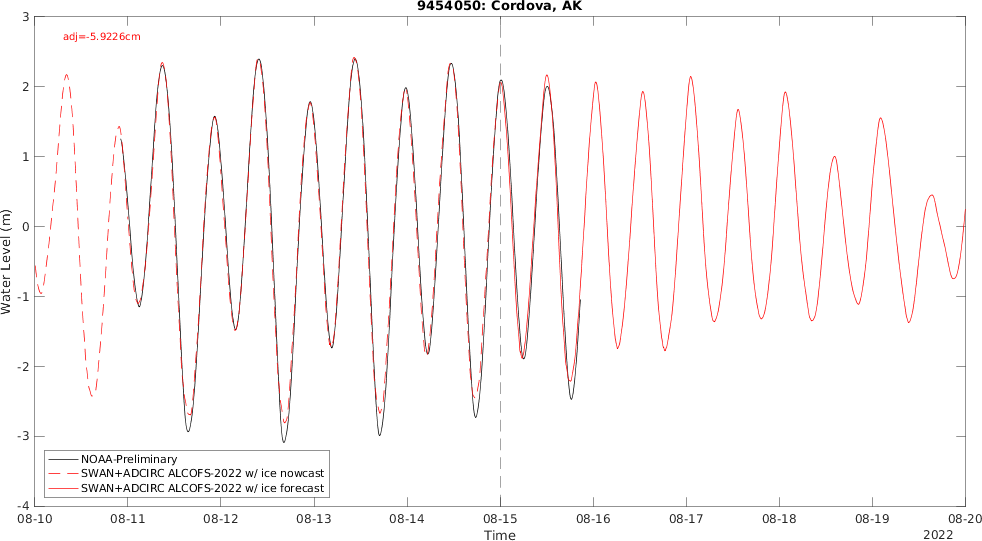 9454050: Cordova, AK
adj=-5.9226cm
3
2
1
0
-1
-2
-3
-4
Water Level (m)
NOAA-Preliminary
SWAN+ADCIRC ALCOFS-2022 w/ ice nowcast
SWAN+ADCIRC ALCOFS-2022 w/ ice forecast
08-10 08-11 08-12 08-13 08-14 08-15 08-16 08-17 08-18 08-19 08-20
Time
2022